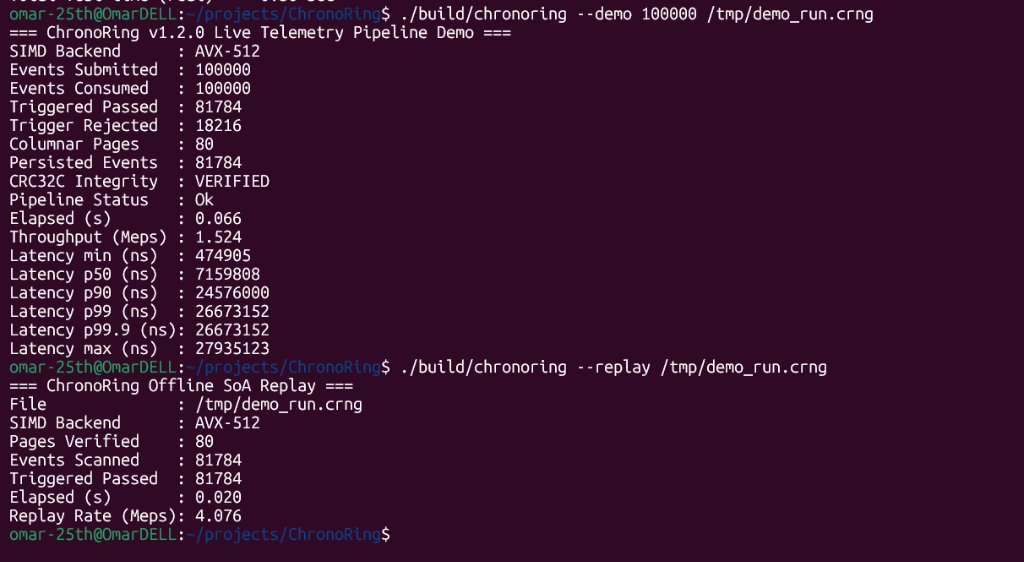 omar-25th@OmarDELL:~/projects/ChronoRing$ ./build/chronoring --demo 100000 /tmp/demo_run.crng
=== ChronoRing v1.2.0 Live Telemetry Pipeline Demo ===
SIMD Backend      : AVX-512
Events Submitted  : 100000
Events Consumed   : 100000
Triggered Passed  : 81784
Trigger Rejected  : 18216
Columnar Pages    : 80
Persisted Events  : 81784
CRC32C Integrity  : VERIFIED
Pipeline Status   : Ok
Elapsed (s)       : 0.066
Throughput (Meps) : 1.524
Latency min (ns)  : 474905
Latency p50 (ns)  : 7159808
Latency p90 (ns)  : 24576000
Latency p99 (ns)  : 26673152
Latency p99.9 (ns): 26673152
Latency max (ns)  : 27935123
omar-25th@OmarDELL:~/projects/ChronoRing$ ./build/chronoring --replay /tmp/demo_run.crng
=== ChronoRing Offline SoA Replay ===
File              : /tmp/demo_run.crng
SIMD Backend      : AVX-512
Pages Verified    : 80
Events Scanned    : 81784
Triggered Passed  : 81784
Elapsed (s)       : 0.020
Replay Rate (Meps): 4.076
omar-25th@OmarDELL:~/projects/ChronoRing$